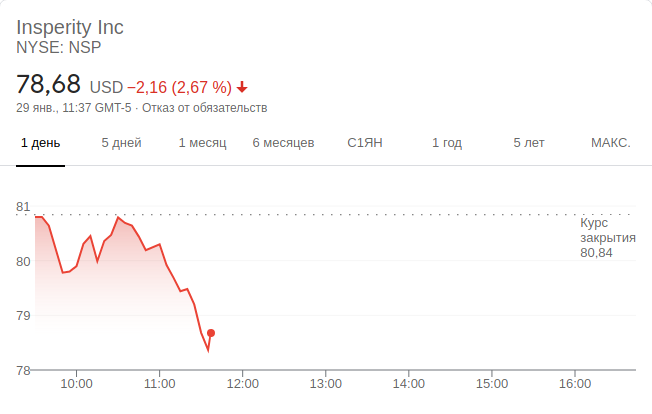 Insperity Inc
NYSE: NSP
78,68 USD −2,16 (2,67 %)
29 янв., 11:37 GMT-5 · Отказ от обязательств
1 день 5 дней 1 месяц 6 месяцев С1ЯН 1 год 5 лет МАКС.
81
Курс
закрытия
80,84
80
79
78
10:00 11:00 12:00 13:00 14:00 15:00 16:00